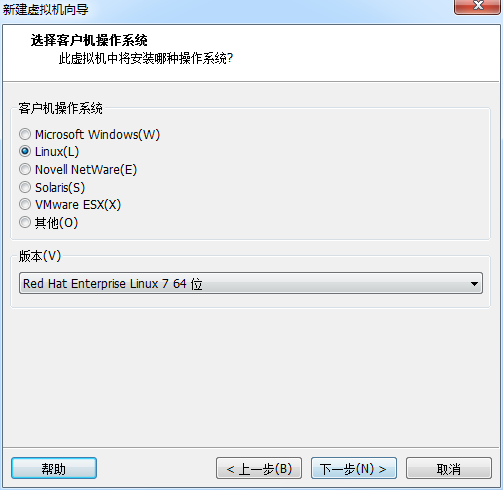 新建虚拟机向导
选择客户机操作系统
此虚拟机中将安装哪种操作系统?
客户机操作系统
Microsoft Windows(W)
Linux(L)
Novell NetWare(E)
Solaris(S)
VMware ESX(X)
其他(O)
版本(V)
Red Hat Enterprise Linux 7 64 位
帮助
< 上一步(B)
下一步(N) >
取消